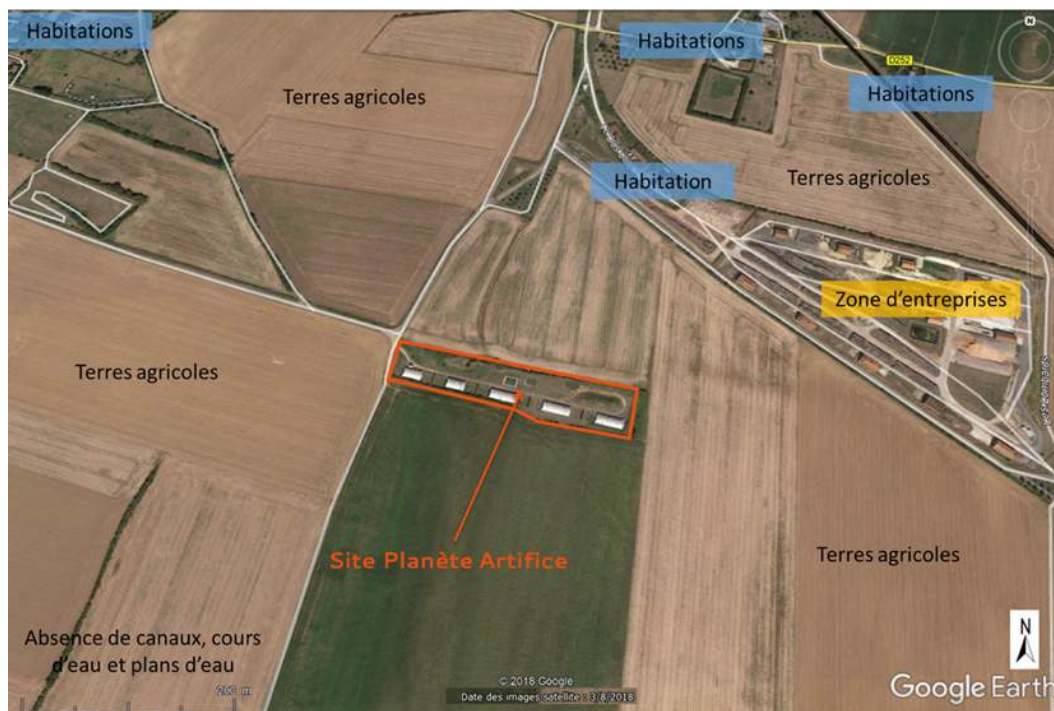 Habitations
Habitations
D252
Habitations
Terres agricoles
Habitation
Terres agricoles
Zone d'entreprises
Terres agricoles
Site Planète Artifice
Terres agricoles
Absence de canaux, cours
d'eau et plans d'eau
N
N
© 2018 Google
Date des images satellite : 3/8/2018
Google Earth